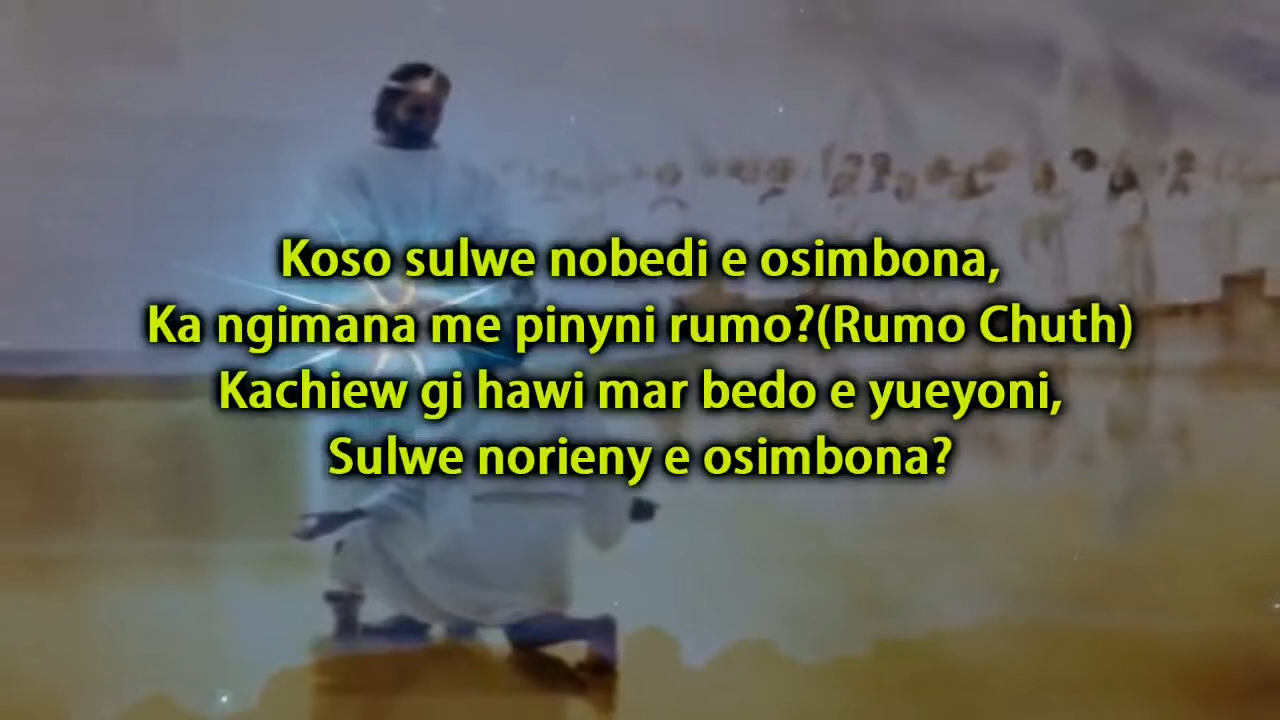 Koso sulwe nobedi e osimbona,
Ka ngimana me pinyni rumo?(Rumo Chuth)
Kachiew gi hawi mar bedo e yueyoni,
Sulwe norieny e osimbona?